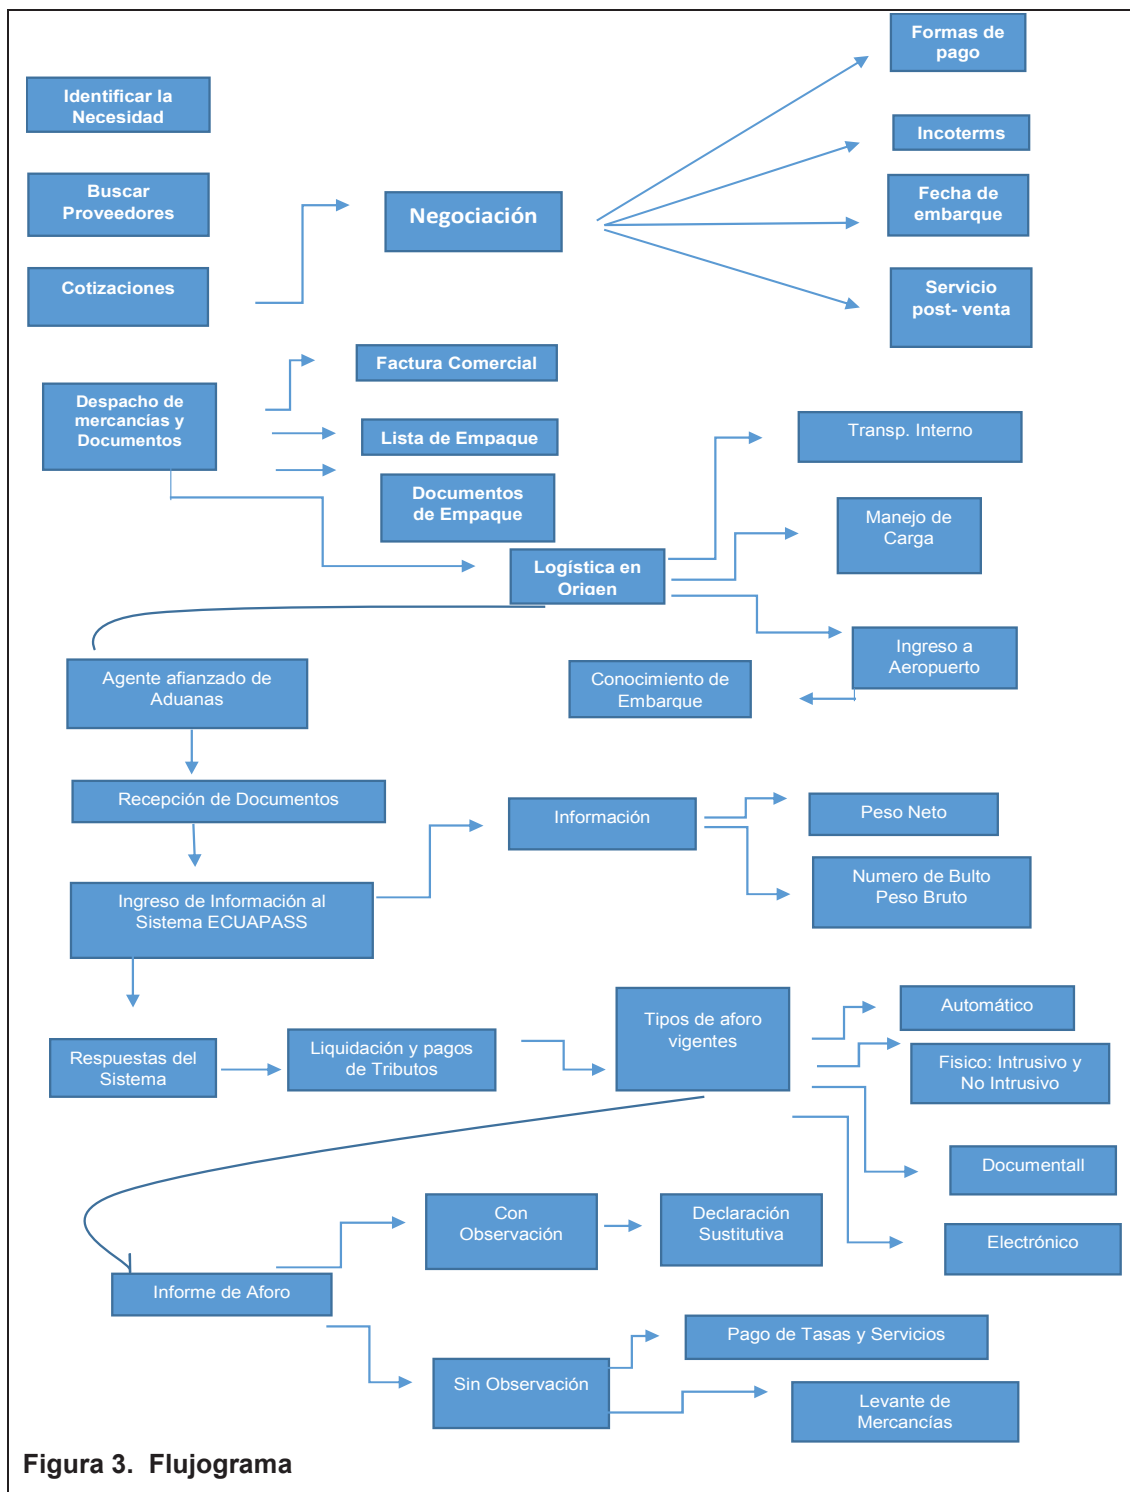 Formas de
pago
Identificar la
Necesidad
Incoterms
Buscar
Proveedores
Negociación
Fecha de
embarque
Cotizaciones
Servicio
post- venta
Factura Comercial
Despacho de
mercancías y
Documentos
Lista de Empaque
Transp. Interno
Documentos
de Empaque
Manejo de
Carga
Logística en
Origen
Ingreso a
Aeropuerto
Agente afianzado de
Aduanas
Conocimiento de
Embarque
Recepción de Documentos
Información
Peso Neto
Ingreso de Información al
Sistema ECUAPASS
Numero de Bulto
Peso Bruto
Tipos de aforo
vigentes
Automático
Respuestas del
Sistema
Liquidación y pagos
de Tributos
Fisico: Intrusivo y
No Intrusivo
Documentall
Con
Observación
Declaración
Sustitutiva
Electrónico
Informe de Aforo
Pago de Tasas y Servicios
Sin Observación
Levante de
Mercancías
Figura 3.  Flujograma